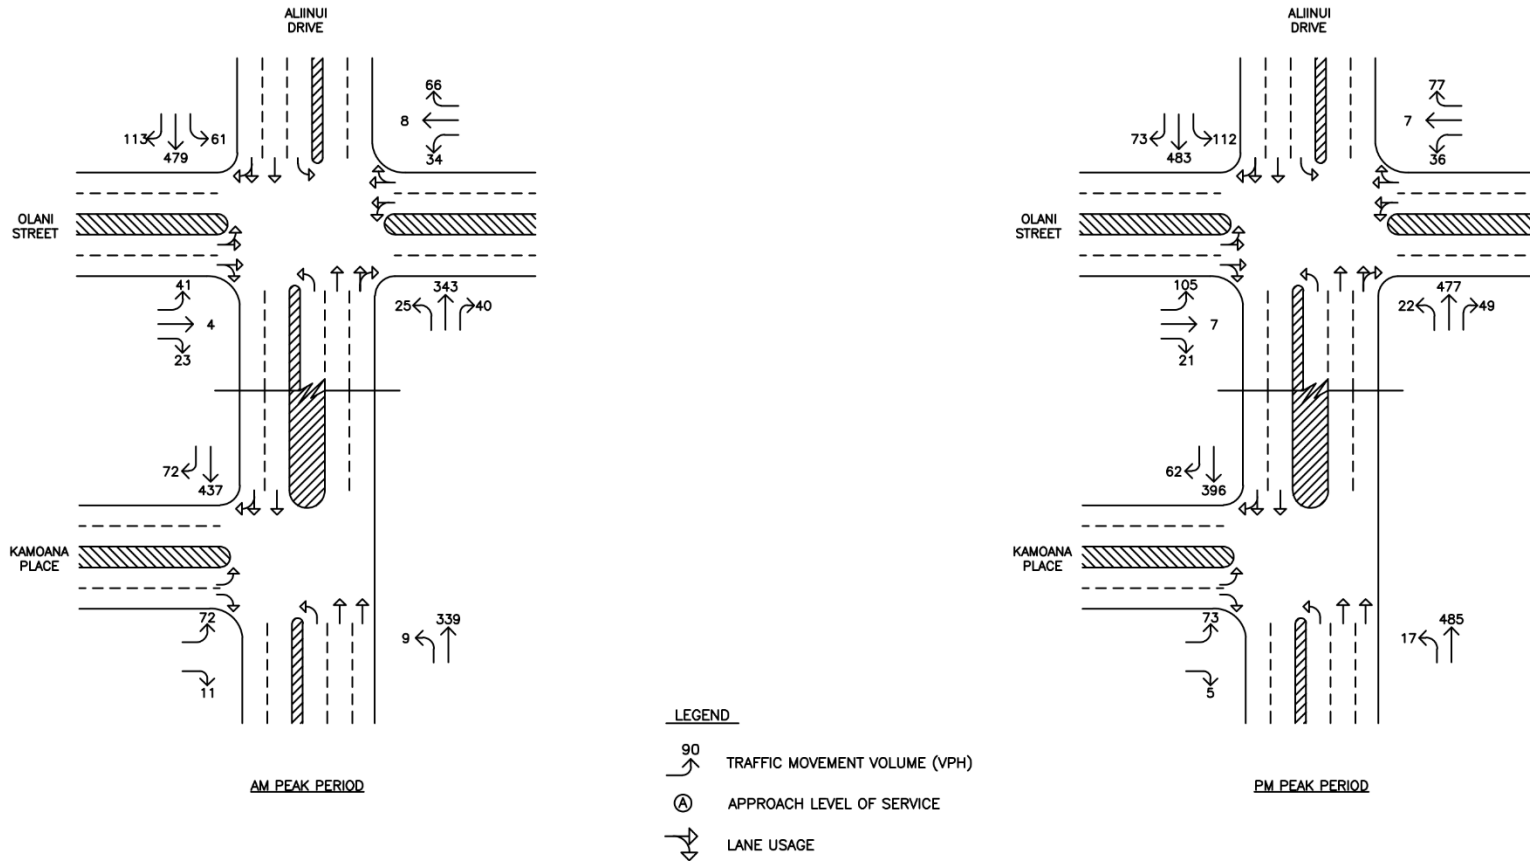 ALIINUI
DRIVE
66
8
34
113
61
479
OLANI
STREET
41
4
23
343
25
40
72
437
KAMOANA
PLACE
72
11
339
9
AM PEAK PERIOD
LEGEND
90
TRAFFIC MOVEMENT VOLUME (VPH)
A
APPROACH LEVEL OF SERVICE
LANE USAGE
ALIINUI
DRIVE
77
7
36
73
112
483
OLANI
STREET
105
7
21
477
22
49
62
396
KAMOANA
PLACE
73
5
485
17
PM PEAK PERIOD